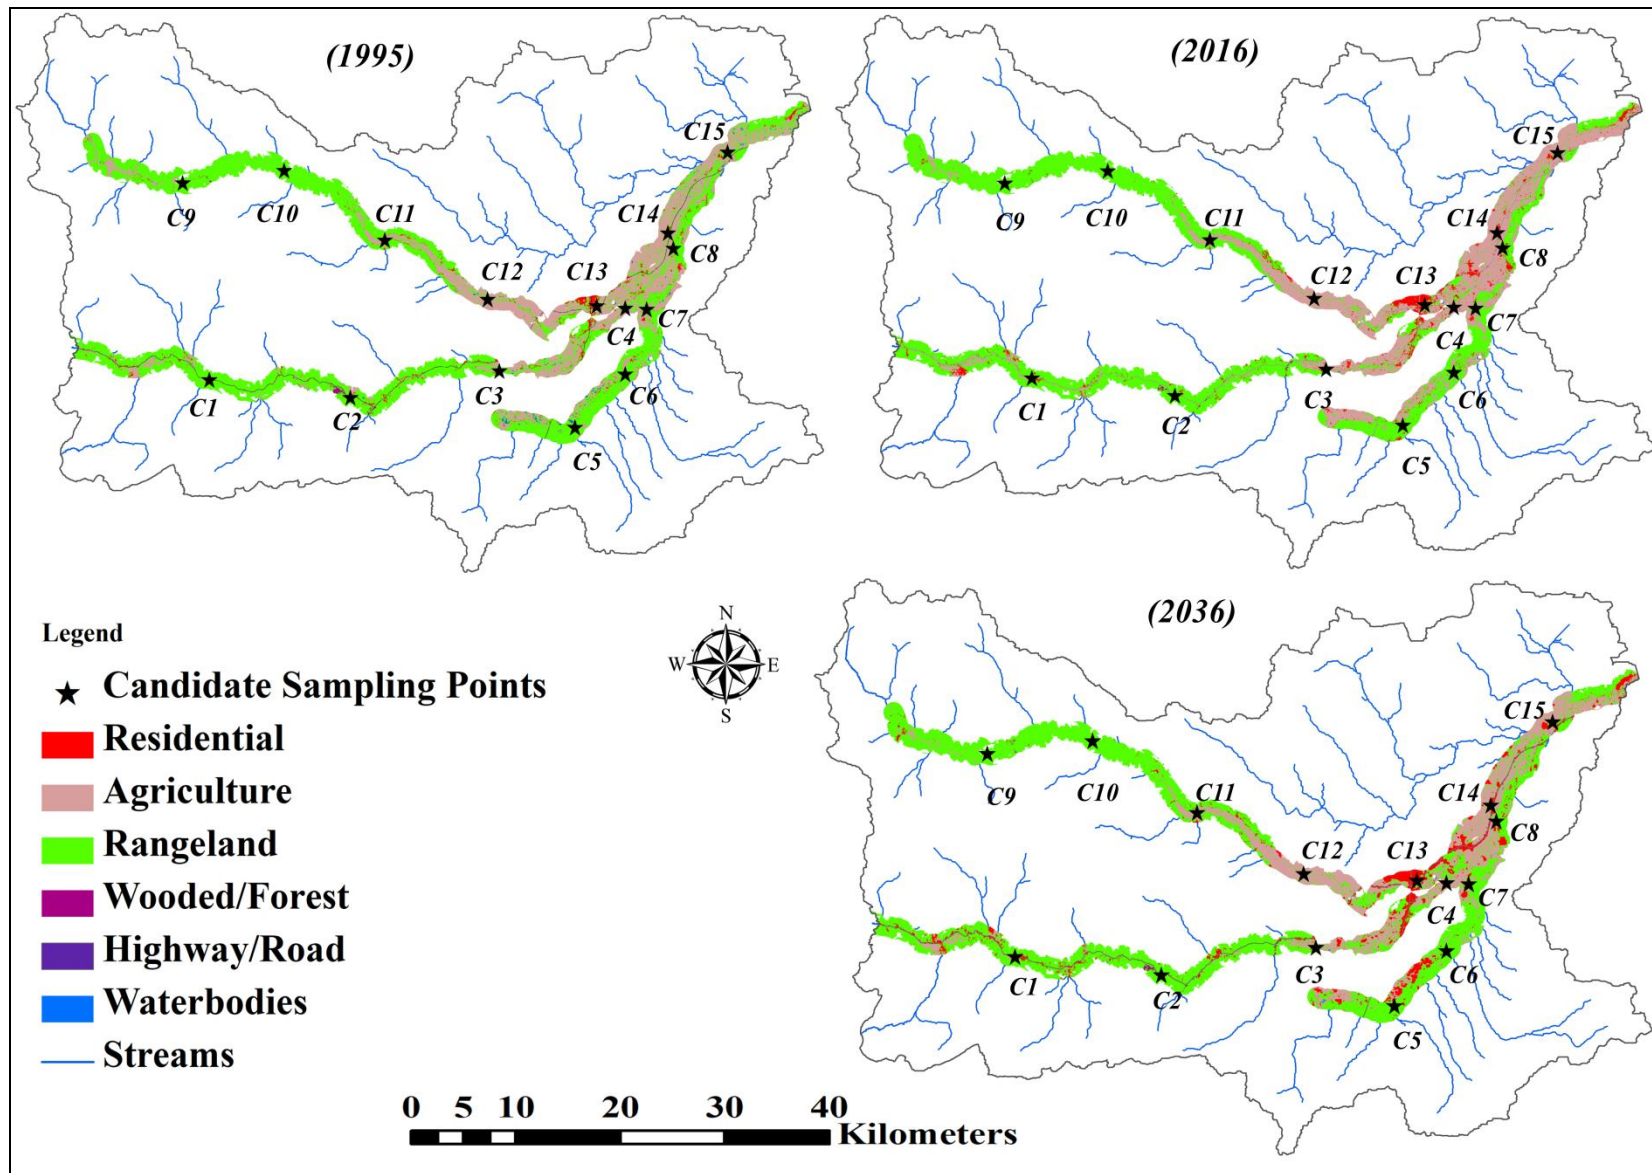 (1995)
C15
C14
C9
C10
C11
C8
C12
C13
C7
C4
C3
C6
C1
C2
C5
(2016)
C15
C14
C9
C10
C11
C8
C12
C13
C7
C4
C3
C6
C1
C2
C5
(2036)
C15
C9
C10
C11
C14
C8
C12
C13
C7
C4
C3
C6
C1
C2
C5
N
W
E
S
Legend
Candidate Sampling Points
Residential
Agriculture
Rangeland
Wooded/Forest
Highway/Road
Waterbodies
Streams
0 5 10 20 30 40
Kilometers